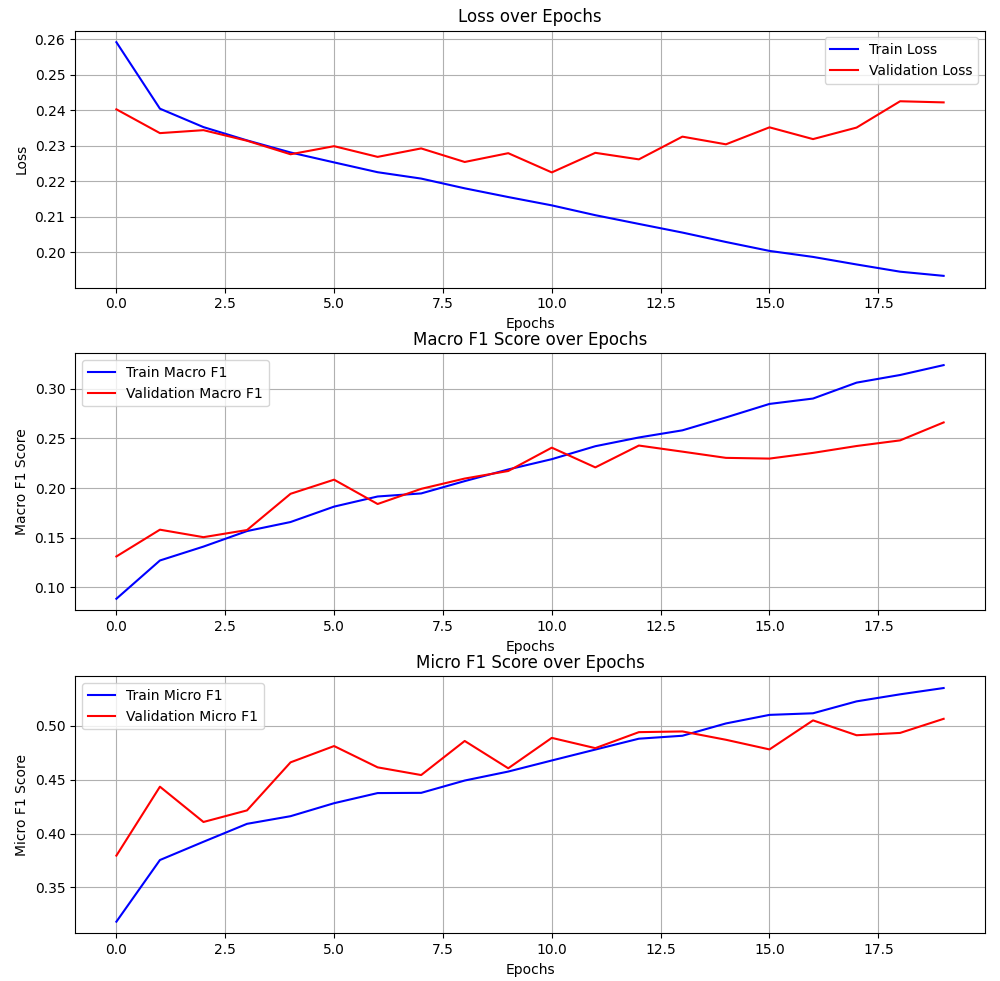 Loss over Epochs
0.26
0.25
0.24
0.23
0.22
0.21
0.20
Loss
Train Loss
Validation Loss
0.0 2.5 5.0 7.5 10.0 12.5 15.0 17.5
Epochs
Macro F1 Score over Epochs
0.30
0.25
0.20
0.15
0.10
Macro F1 Score
Train Macro F1
Validation Macro F1
0.0 2.5 5.0 7.5 10.0 12.5 15.0 17.5
Epochs
Micro F1 Score over Epochs
0.50
0.45
0.40
0.35
Micro F1 Score
Train Micro F1
Validation Micro F1
0.0 2.5 5.0 7.5 10.0 12.5 15.0 17.5
Epochs